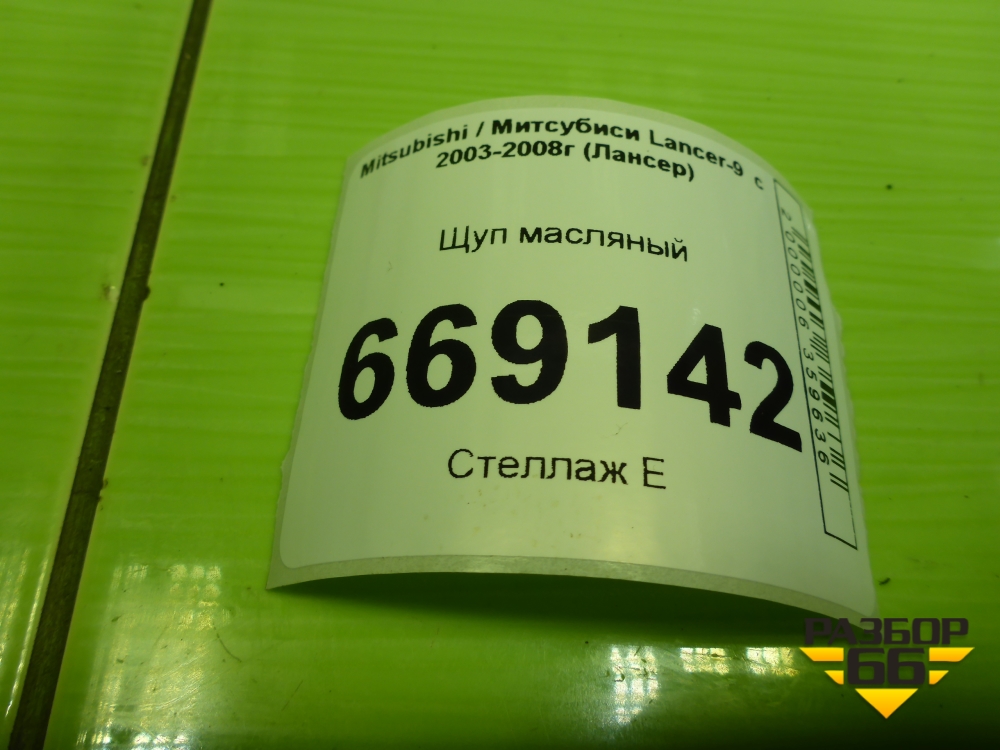 Mitsubishi / Митсубиси Lancer-9 с
2003-2008г (Лансер)
Щуп масляный
669142
Стеллаж Е
2000006359636
РАЗБОР
66